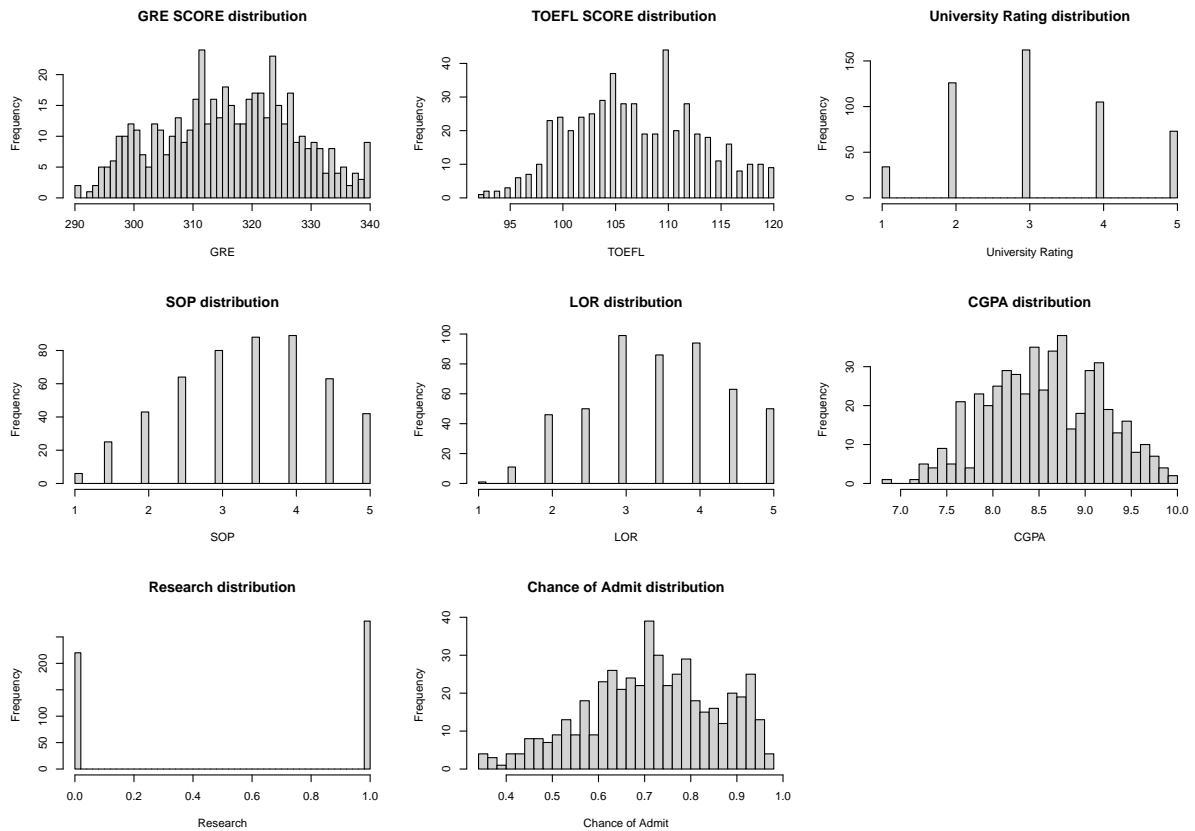 GRE SCORE distribution
Frequency
0 5 10 15 20
290 300 310 320 330 340
GRE
TOEFL SCORE distribution
Frequency
0 10 20 30 40
95 100 105 110 115 120
TOEFL
University Rating distribution
Frequency
0 50 100 150
1 2 3 4 5
University Rating
SOP distribution
Frequency
0 20 40 60 80
1 2 3 4 5
SOP
LOR distribution
Frequency
0 20 40 60 80 100
1 2 3 4 5
LOR
CGPA distribution
Frequency
0 10 20 30
7.0 7.5 8.0 8.5 9.0 9.5 10.0
CGPA
Research distribution
Frequency
0 50 100 200
0.0 0.2 0.4 0.6 0.8 1.0
Research
Chance of Admit distribution
Frequency
0 10 20 30 40
0.4 0.5 0.6 0.7 0.8 0.9 1.0
Chance of Admit